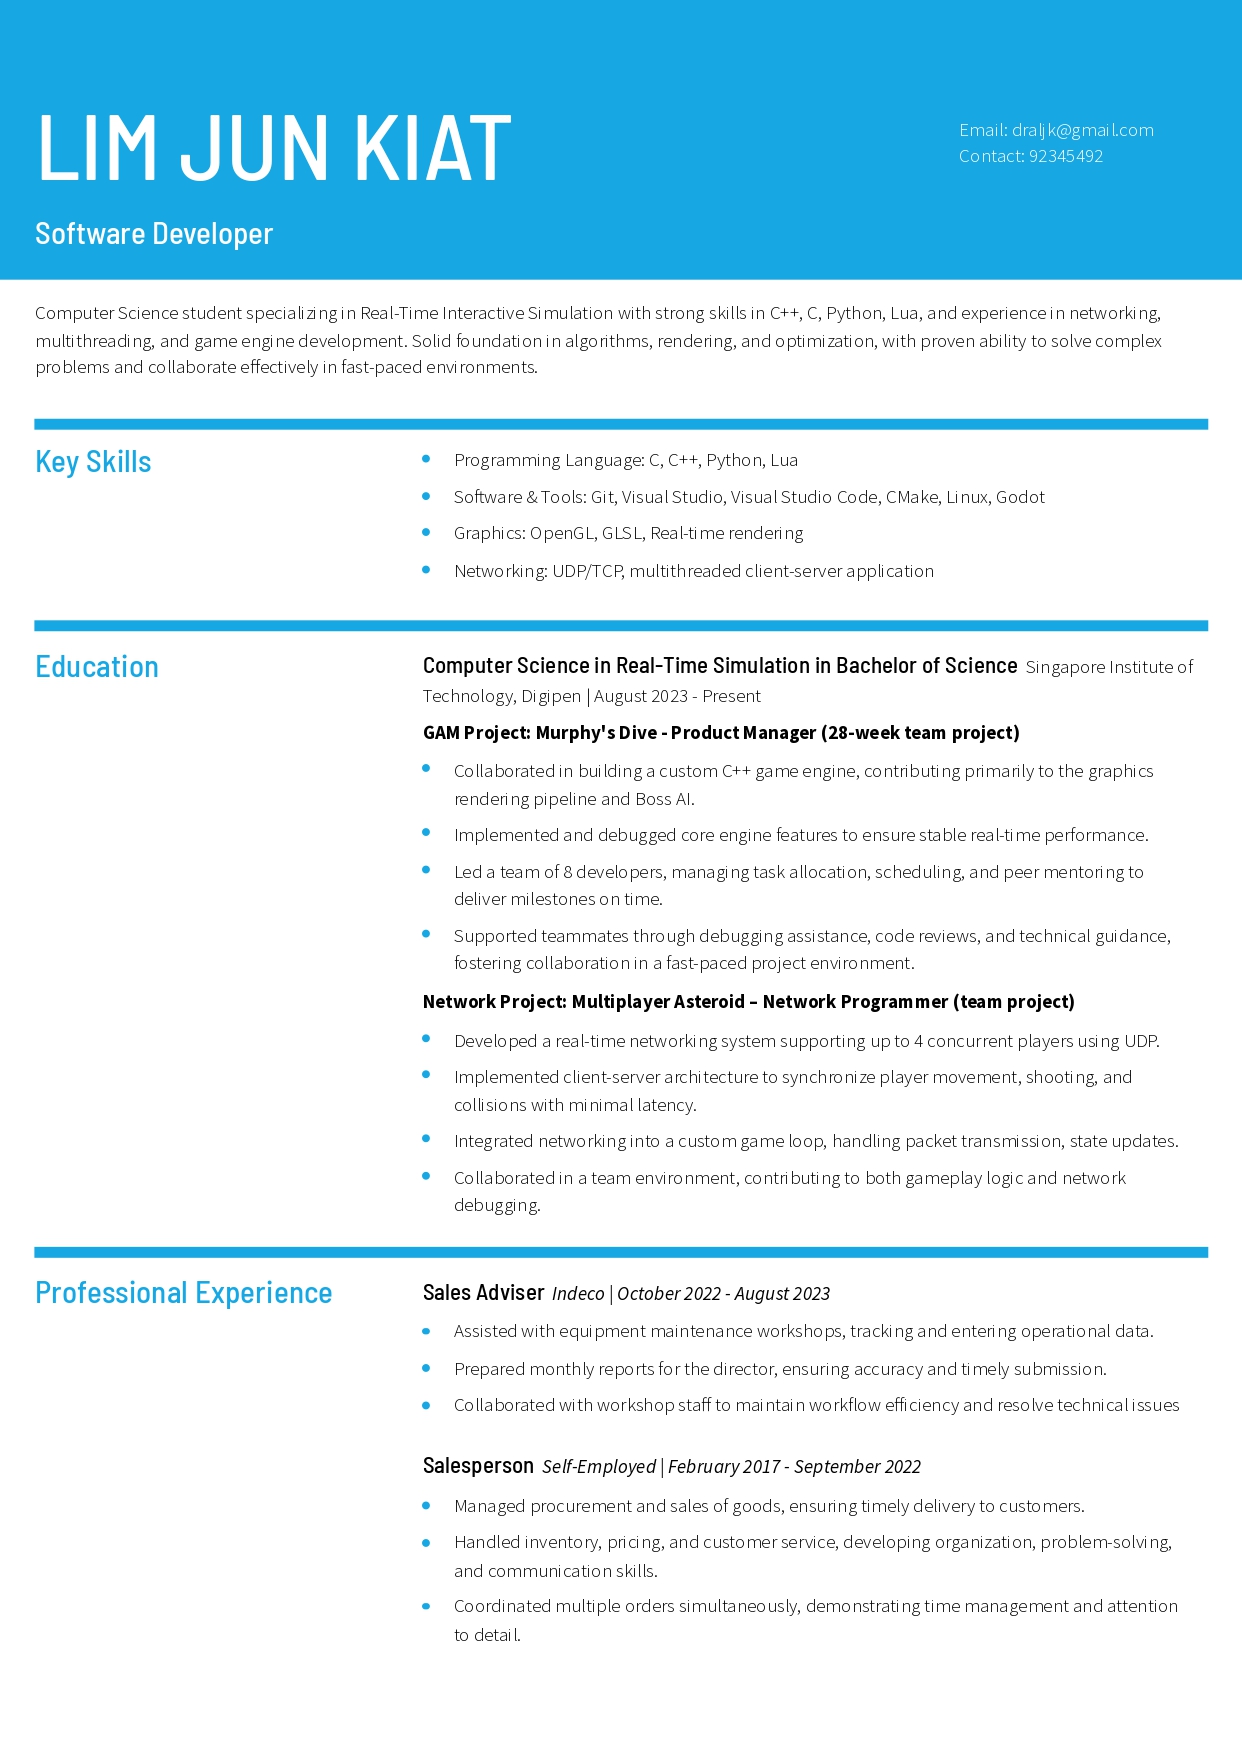 LIM JUN KIAT
Email: draljk@gmail.com
Contact: 92345492
Software Developer
Computer Science student specializing in Real-Time Interactive Simulation with strong skills in C++, C, Python, Lua, and experience in networking,
multithreading, and game engine development. Solid foundation in algorithms, rendering, and optimization, with proven ability to solve complex
problems and collaborate effectively in fast-paced environments.
Key Skills
Programming Language: C, C++, Python, Lua
Software & Tools: Git, Visual Studio, Visual Studio Code, CMake, Linux, Godot
Graphics: OpenGL, GLSL, Real-time rendering
Networking: UDP/TCP, multithreaded client-server application
Education
Computer Science in Real-Time Simulation in Bachelor of Science Singapore Institute of
Technology, Digipen | August 2023 - Present
GAM Project: Murphy's Dive - Product Manager (28-week team project)
Collaborated in building a custom C++ game engine, contributing primarily to the graphics
rendering pipeline and Boss AI.
Implemented and debugged core engine features to ensure stable real-time performance.
Led a team of 8 developers, managing task allocation, scheduling, and peer mentoring to
deliver milestones on time.
Supported teammates through debugging assistance, code reviews, and technical guidance,
fostering collaboration in a fast-paced project environment.
Network Project: Multiplayer Asteroid – Network Programmer (team project)
Developed a real-time networking system supporting up to 4 concurrent players using UDP.
Implemented client-server architecture to synchronize player movement, shooting, and
collisions with minimal latency.
Integrated networking into a custom game loop, handling packet transmission, state updates.
Collaborated in a team environment, contributing to both gameplay logic and network
debugging.
Professional Experience
Sales Adviser Indeco | October 2022 - August 2023
Assisted with equipment maintenance workshops, tracking and entering operational data.
Prepared monthly reports for the director, ensuring accuracy and timely submission.
Collaborated with workshop staff to maintain workflow efficiency and resolve technical issues
Salesperson Self-Employed | February 2017 - September 2022
Managed procurement and sales of goods, ensuring timely delivery to customers.
Handled inventory, pricing, and customer service, developing organization, problem-solving,
and communication skills.
Coordinated multiple orders simultaneously, demonstrating time management and attention
to detail.